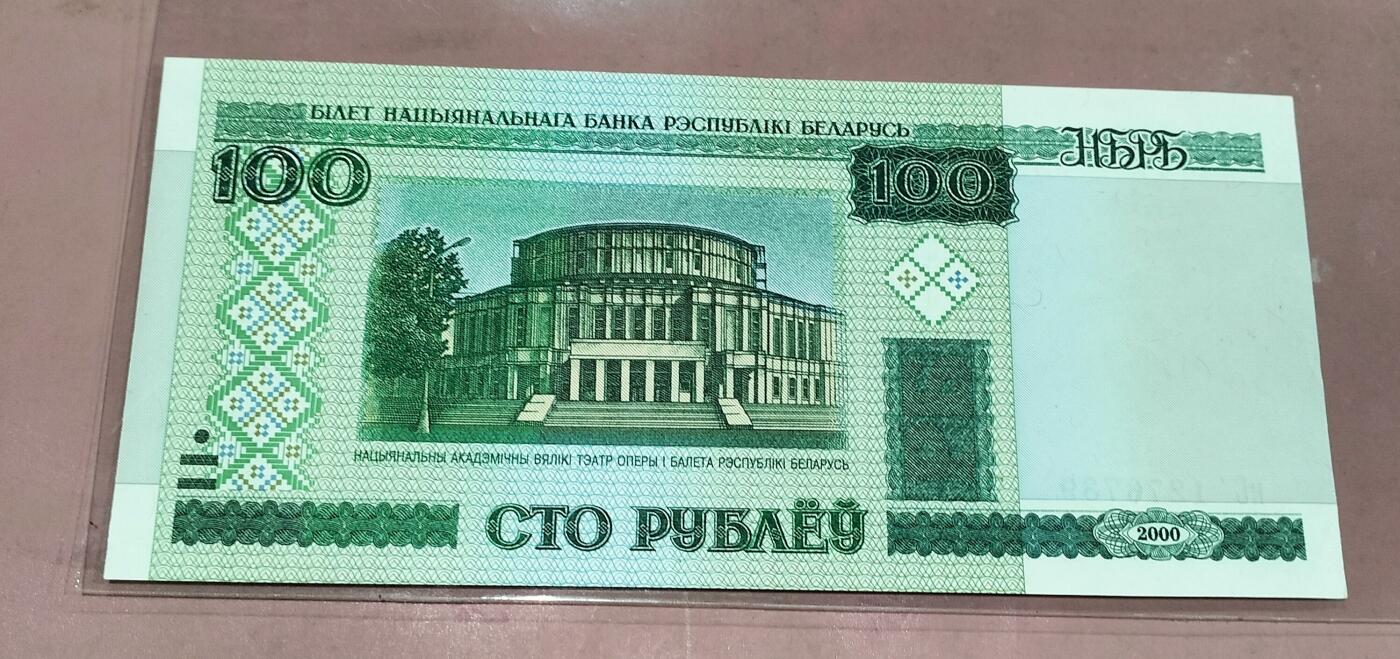 БІЛЕТ НАЦЫЯНАЛЬНАГА БАНКА РЭСПУБЛІКІ БЕЛАРУСЬ
НБРБ
100
100
НАЦЫЯНАЛЬНЫ АКАДЭМІЧНЫ ВЯЛІКІ ТЭАТР ОПЕРЫ І БАЛЕТА РЭСПУБЛІКІ БЕЛАРУСЬ
СТО РУБЛЁЎ
2000